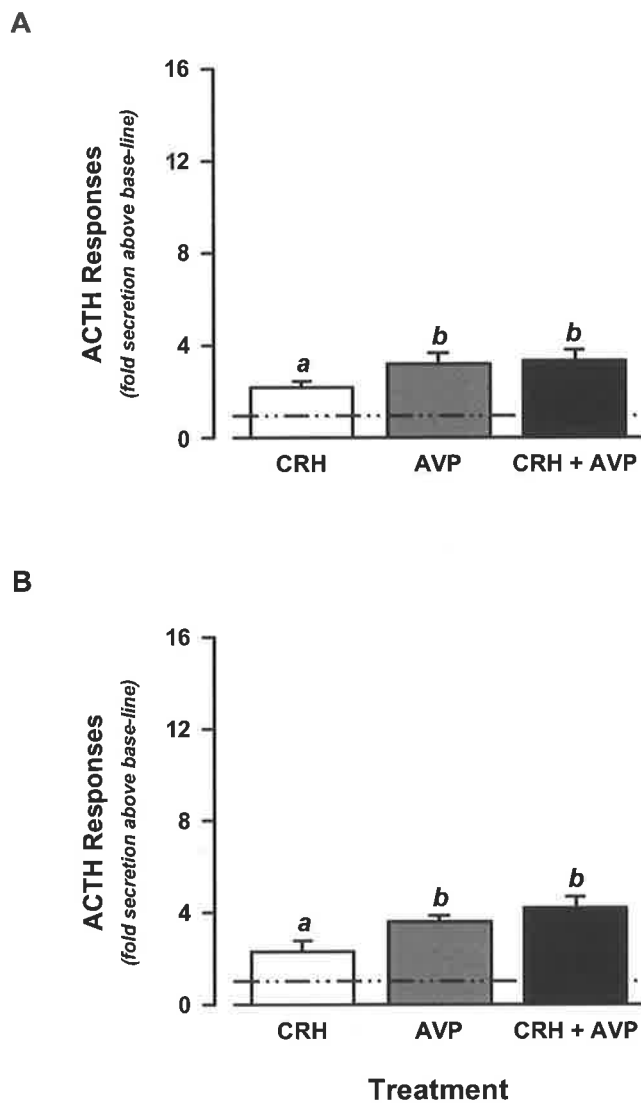 A
ACTH Responses
(fold secretion above base-line)
16
12
8
4
0
a
b
b
CRH
AVP
CRH + AVP
B
ACTH Responses
(fold secretion above base-line)
16
12
8
4
0
a
b
b
CRH
AVP
CRH + AVP
Treatment